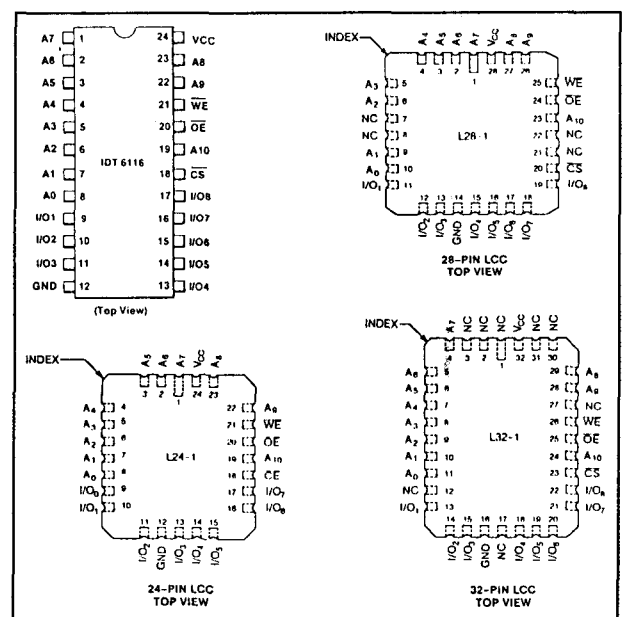 A7 1 24 VCC
A6 2 23 A8
A5 3 22 A9
A4 4 21 WE
A3 5 20 OE
A2 6 IDT 6116 19 A10
A1 7 18 CS
A0 8 17 I/O8
I/O1 9 16 I/O7
I/O2 10 15 I/O6
I/O3 11 14 I/O5
GND 12 13 I/O4
(Top View)
INDEX
A4 A5 A6 A7 VCC A8 A9
4 3 2 1 28 27 26
A3 5 25 WE
A2 6 24 OE
NC 7 23 A10
NC 8 L28-1 22 NC
A1 9 21 NC
A0 10 20 CS
I/O1 11 19 I/O8
12 13 14 15 16 17 18
I/O2 I/O3 GND I/O4 I/O5 I/O6 I/O7
28-PIN LCC
TOP VIEW
INDEX
A5 A6 A7 VCC A8
3 2 1 24 23
A4 4 22 A9
A3 5 21 WE
A2 6 L24-1 20 OE
A1 7 19 A10
A0 8 18 CE
I/O0 9 17 I/O7
I/O1 10 16 I/O6
11 12 13 14 15
I/O2 GND I/O3 I/O4 I/O5
24-PIN LCC
TOP VIEW
INDEX
A7 NC NC NC VCC NC NC
4 3 2 1 32 31 30
A6 5 29 A8
A5 6 28 A9
A4 7 27 NC
A3 8 26 WE
A2 9 L32-1 25 OE
A1 10 24 A10
A0 11 23 CS
NC 12 22 I/O8
I/O1 13 21 I/O7
14 15 16 17 18 19 20
I/O2 I/O3 GND NC I/O4 I/O5 I/O6
32-PIN LCC
TOP VIEW